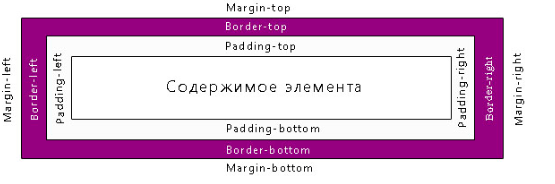 Margin-top
Border-top
Padding-top
Margin-left
Border-left
Padding-left
Содержимое элемента
Padding-right
Border-right
Margin-right
Padding-bottom
Border-bottom
Margin-bottom